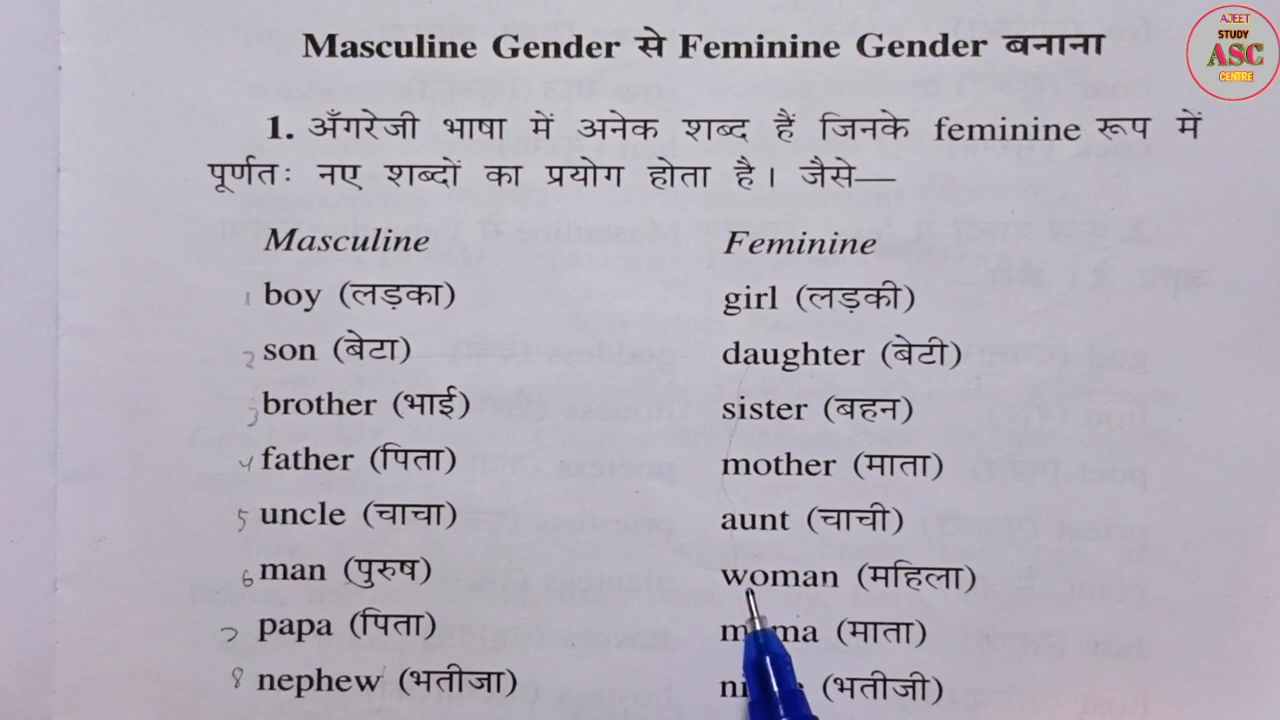 AJEET
STUDY
ASC
CENTRE
Masculine Gender से Feminine Gender बनाना
1. अँगरेजी भाषा में अनेक शब्द हैं जिनके feminine रूप में
पूर्णतः नए शब्दों का प्रयोग होता है। जैसे—
Masculine Feminine
1 boy (लड़का) girl (लड़की)
2 son (बेटा) daughter (बेटी)
3 brother (भाई) sister (बहन)
4 father (पिता) mother (माता)
5 uncle (चाचा) aunt (चाची)
6 man (पुरुष) woman (महिला)
7 papa (पिता) (माता)
8 nephew (भतीजा) (भतीजी)